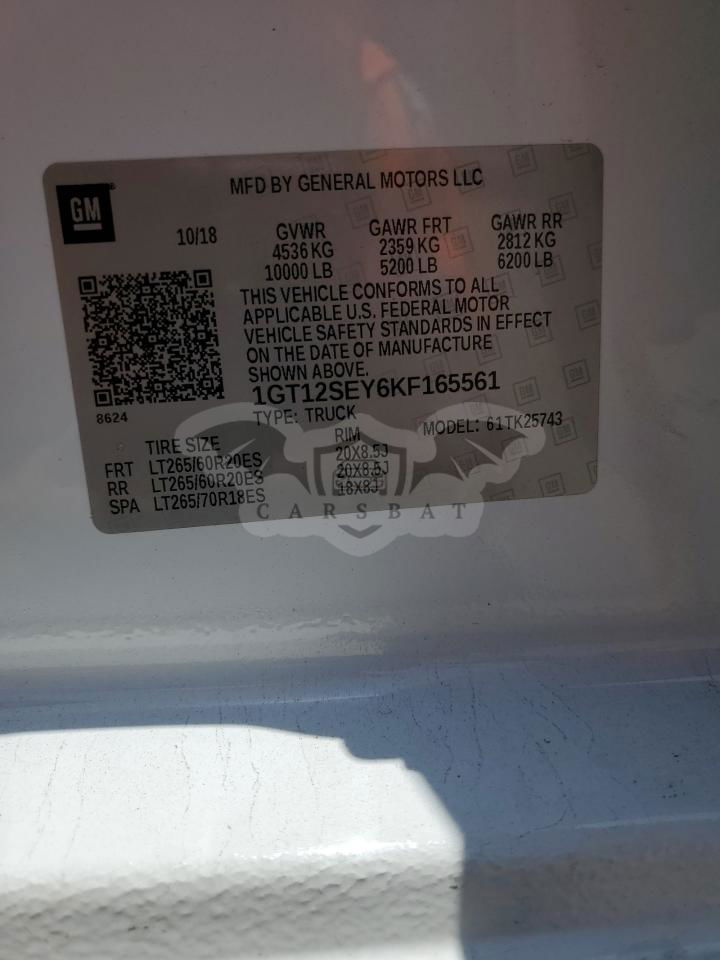 GM
MFD BY GENERAL MOTORS LLC
10/18
GVWR
4536 KG
10000 LB
GAWR FRT
2359 KG
5200 LB
GAWR RR
2812 KG
6200 LB
THIS VEHICLE CONFORMS TO ALL
APPLICABLE U.S. FEDERAL MOTOR
VEHICLE SAFETY STANDARDS IN EFFECT
ON THE DATE OF MANUFACTURE
SHOWN ABOVE.
8624
1GT12SEY6KF165561
TYPE: TRUCK
MODEL: 61TK25743
TIRE SIZE RIM
FRT LT265/60R20ES 20X8.5J
RR LT265/60R20ES 20X8.5J
SPA LT265/70R18ES 18X8J
CARSBAT